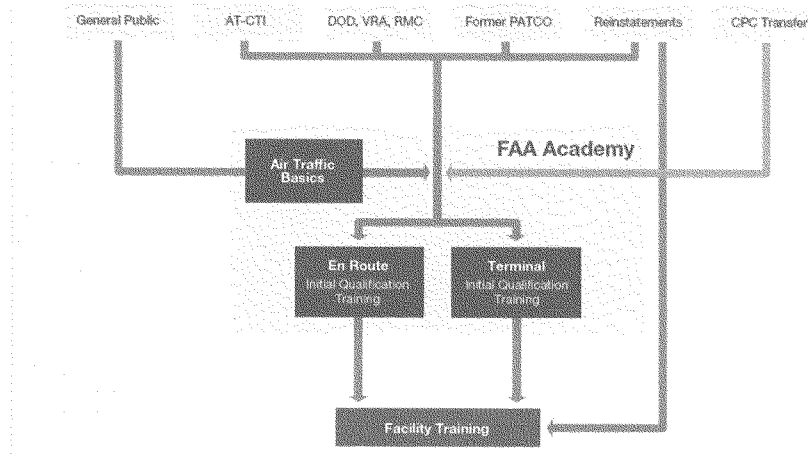 General Public
AT-CTI
DOD, VRA, RMC
Former PATCO
Reinstatements
CPC Transfer
FAA Academy
Air Traffic
Basics
En Route
Initial Qualification
Training
Terminal
Initial Qualification
Training
Facility Training